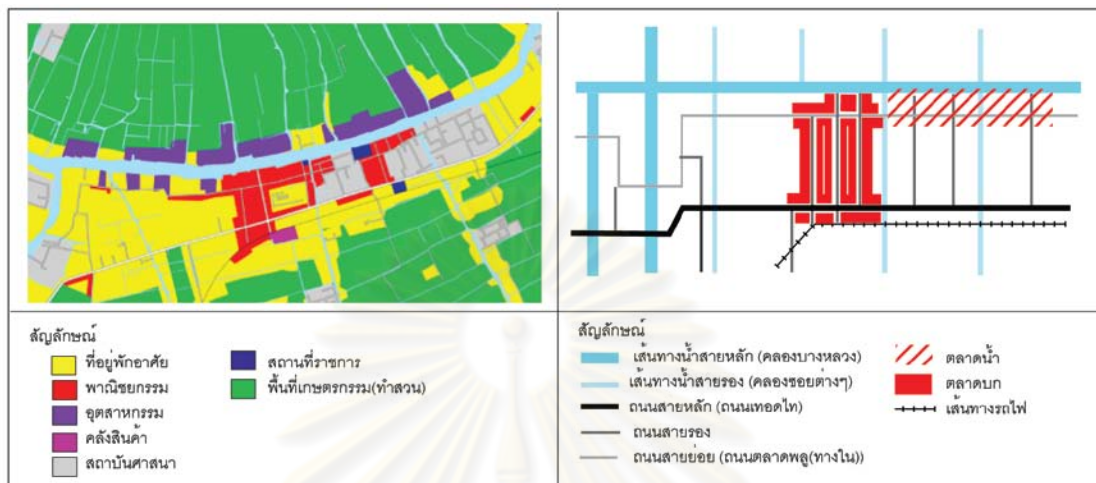 สัญลักษณ์
ที่อยู่พักอาศัย
พาณิชยกรรม
อุตสาหกรรม
คลังสินค้า
สถาบันศาสนา
สถานที่ราชการ
พื้นที่เกษตรกรรม(ทำสวน)
สัญลักษณ์
เส้นทางน้ำสายหลัก (คลองบางหลวง)
เส้นทางน้ำสายรอง (คลองซอยต่างๆ)
ถนนสายหลัก (ถนนเทอดไท)
ถนนสายรอง
ถนนสายย่อย (ถนนตลาดพลู(ทางใน))
ตลาดน้ำ
ตลาดบก
เส้นทางรถไฟ